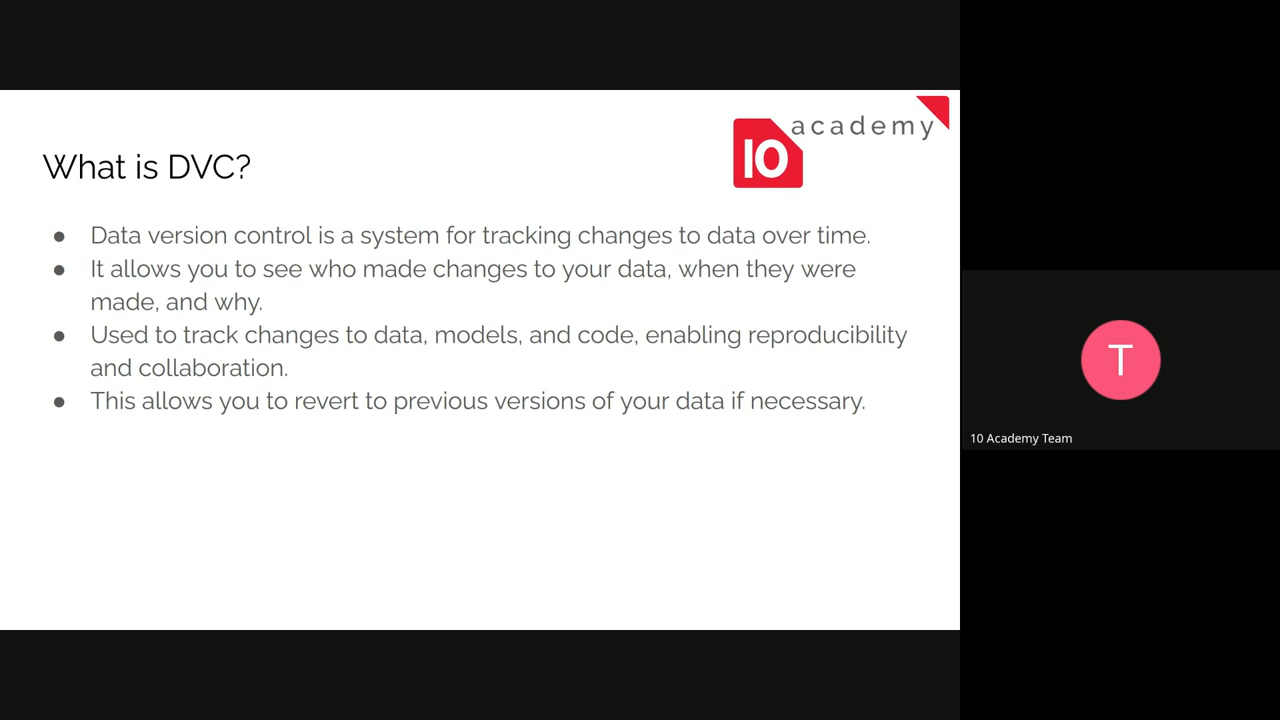 academy
10
What is DVC?
● Data version control is a system for tracking changes to data over time.
● It allows you to see who made changes to your data, when they were
made, and why.
● Used to track changes to data, models, and code, enabling reproducibility
and collaboration.
● This allows you to revert to previous versions of your data if necessary.
T
10 Academy Team